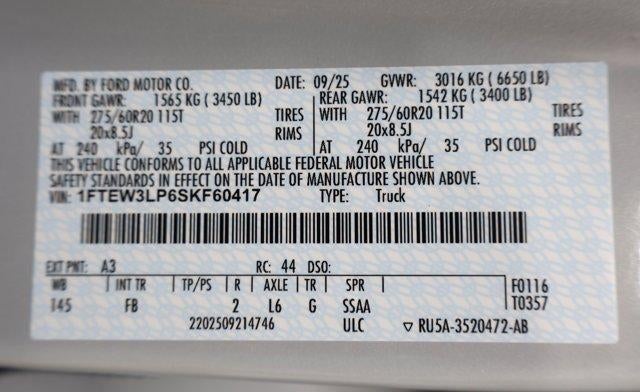 MFD. BY FORD MOTOR CO. DATE: 09/25 GVWR: 3016 KG ( 6650 LB)
FRONT GAWR: 1565 KG ( 3450 LB) REAR GAWR: 1542 KG ( 3400 LB)
WITH 275/60R20 115T TIRES WITH 275/60R20 115T TIRES
20x8.5J RIMS 20x8.5J RIMS
AT 240 kPa/ 35 PSI COLD AT 240 kPa/ 35 PSI COLD
THIS VEHICLE CONFORMS TO ALL APPLICABLE FEDERAL MOTOR VEHICLE
SAFETY STANDARDS IN EFFECT ON THE DATE OF MANUFACTURE SHOWN ABOVE.
VIN: 1FTEW3LP6SKF60417 TYPE: Truck
EXT PNT: A3 RC: 44 DSO:
WB INT TR TP/PS R AXLE TR SPR F0116
145 FB 2 L6 G SSAA T0357
2202509214746 ULC ▽ RU5A-3520472-AB